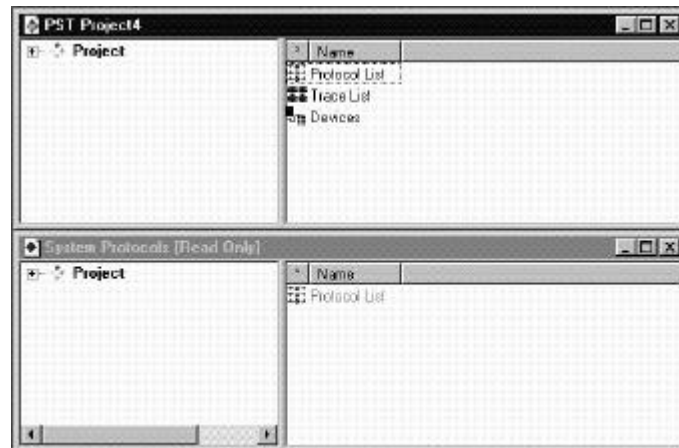 PST Project4
Project
Name
Protocol List
Trace List
Devices
System Protocols [Read Only]
Project
Name
Protocol List